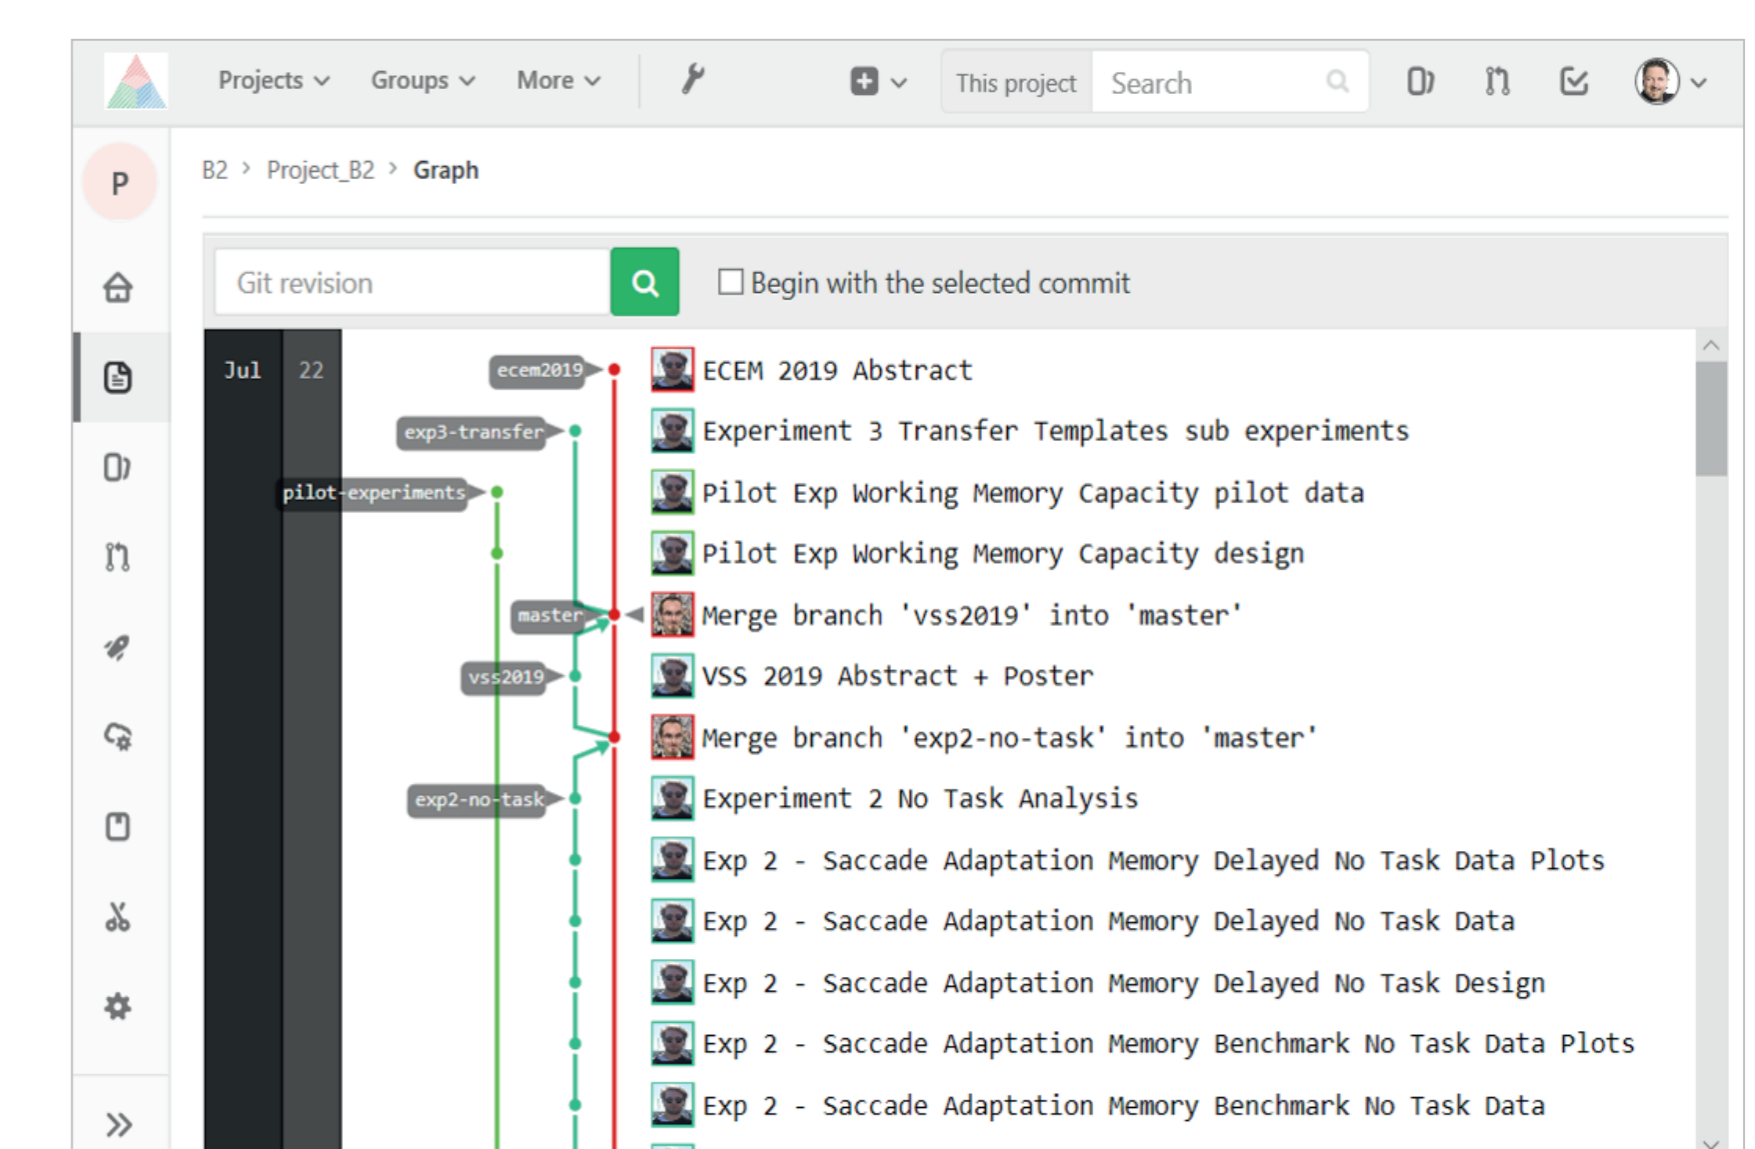 Projects Groups More This project Search
P
B2 > Project_B2 > Graph
Git revision Begin with the selected commit
Jul 22 ecem2019 ECEM 2019 Abstract
exp3-transfer Experiment 3 Transfer Templates sub experiments
pilot-experiments Pilot Exp Working Memory Capacity pilot data
Pilot Exp Working Memory Capacity design
master Merge branch 'vss2019' into 'master'
vss2019 VSS 2019 Abstract + Poster
Merge branch 'exp2-no-task' into 'master'
exp2-no-task Experiment 2 No Task Analysis
Exp 2 - Saccade Adaptation Memory Delayed No Task Data Plots
Exp 2 - Saccade Adaptation Memory Delayed No Task Data
Exp 2 - Saccade Adaptation Memory Delayed No Task Design
Exp 2 - Saccade Adaptation Memory Benchmark No Task Data Plots
Exp 2 - Saccade Adaptation Memory Benchmark No Task Data